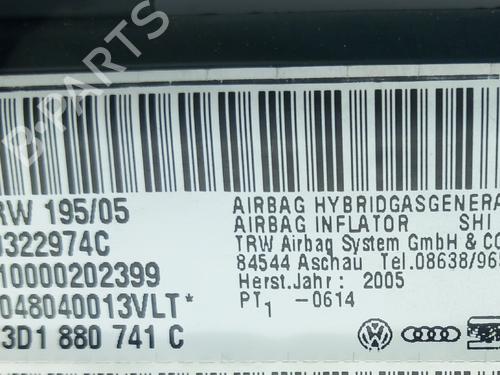 RW 195/05
0322974C
10000202399
048040013VLT*
3D1 880 741 C
AIRBAG HYBRIDGASGENERA
AIRBAG INFLATOR SHI
TRW Airbag System GmbH & CO
84544 Aschau Tel.08638/965
Herst.Jahr: 2005
PT1 -0614
B-PARTS